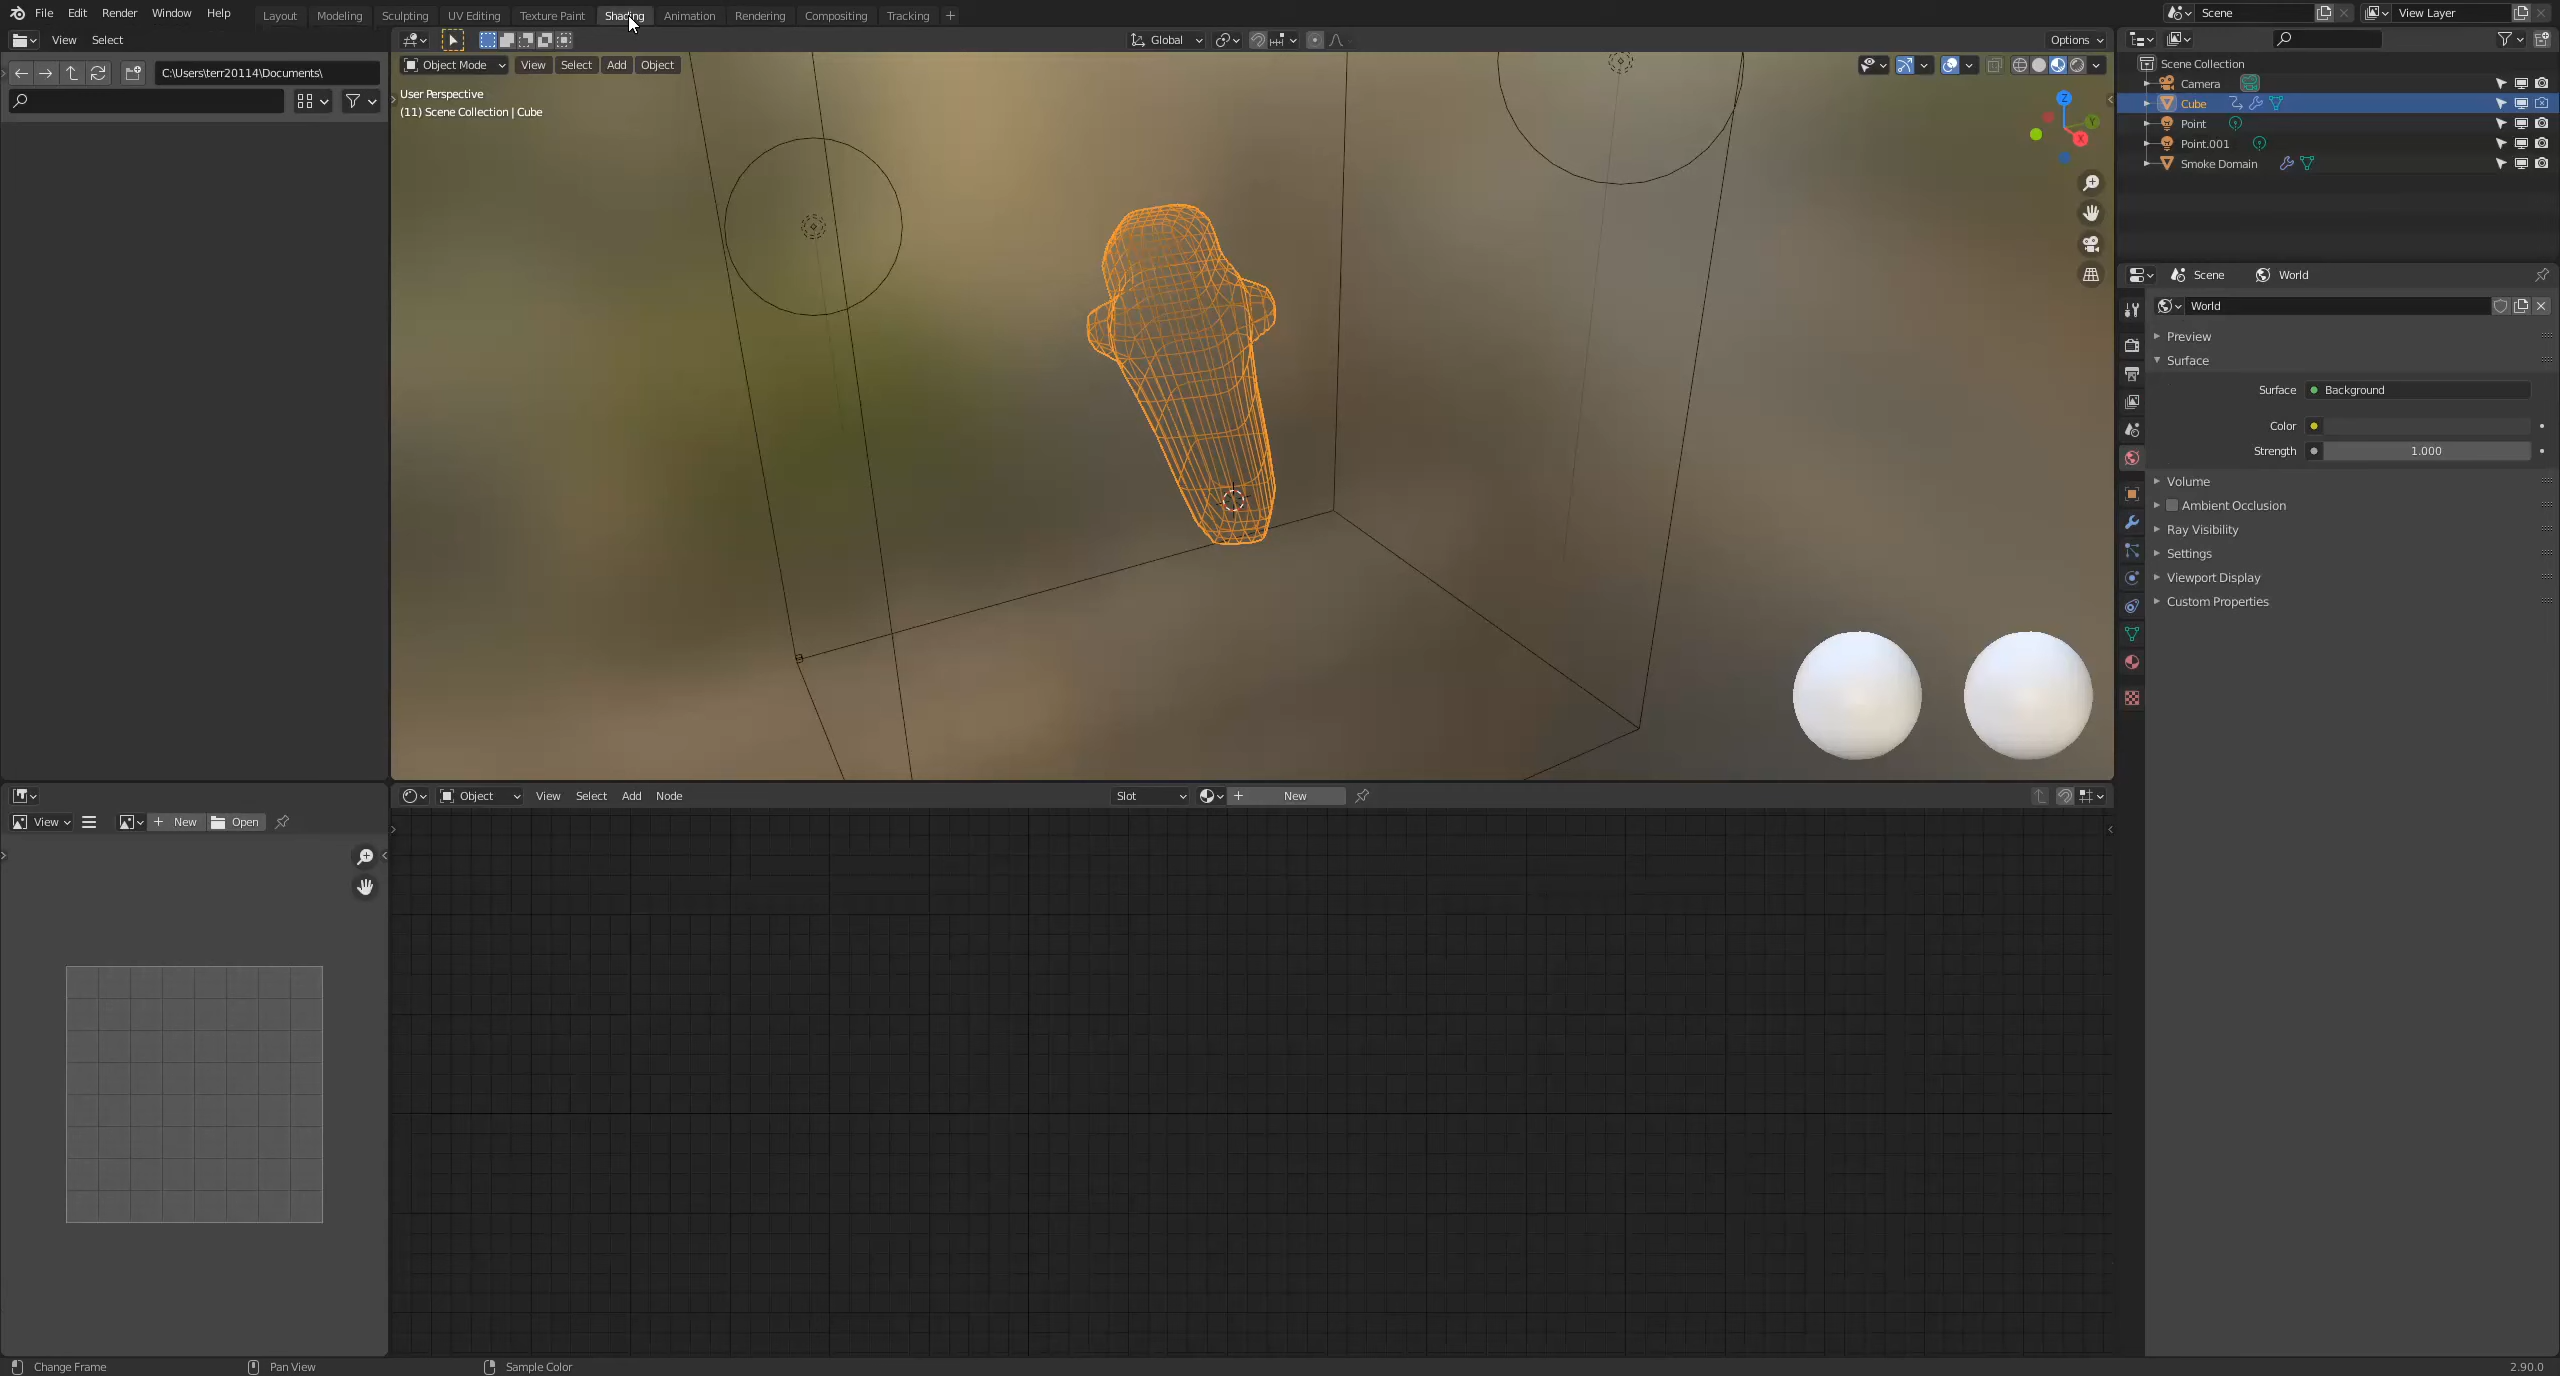 File Edit Render Window Help Layout Modeling Sculpting UV Editing Texture Paint Shading Animation Rendering Compositing Tracking + Scene View Layer
View Select
Global Options
C:\Users\terr20114\Documents\
Object Mode View Select Add Object
User Perspective
(11) Scene Collection | Cube
Z
Y
X
Scene Collection
Camera
Cube
Point
Point.001
Smoke Domain
Scene World
World
Preview
Surface
Surface Background
Color
Strength 1.000
Volume
Ambient Occlusion
Ray Visibility
Settings
Viewport Display
Custom Properties
Object View Select Add Node Slot + New
View + New Open
Change Frame Pan View Sample Color 2.90.0